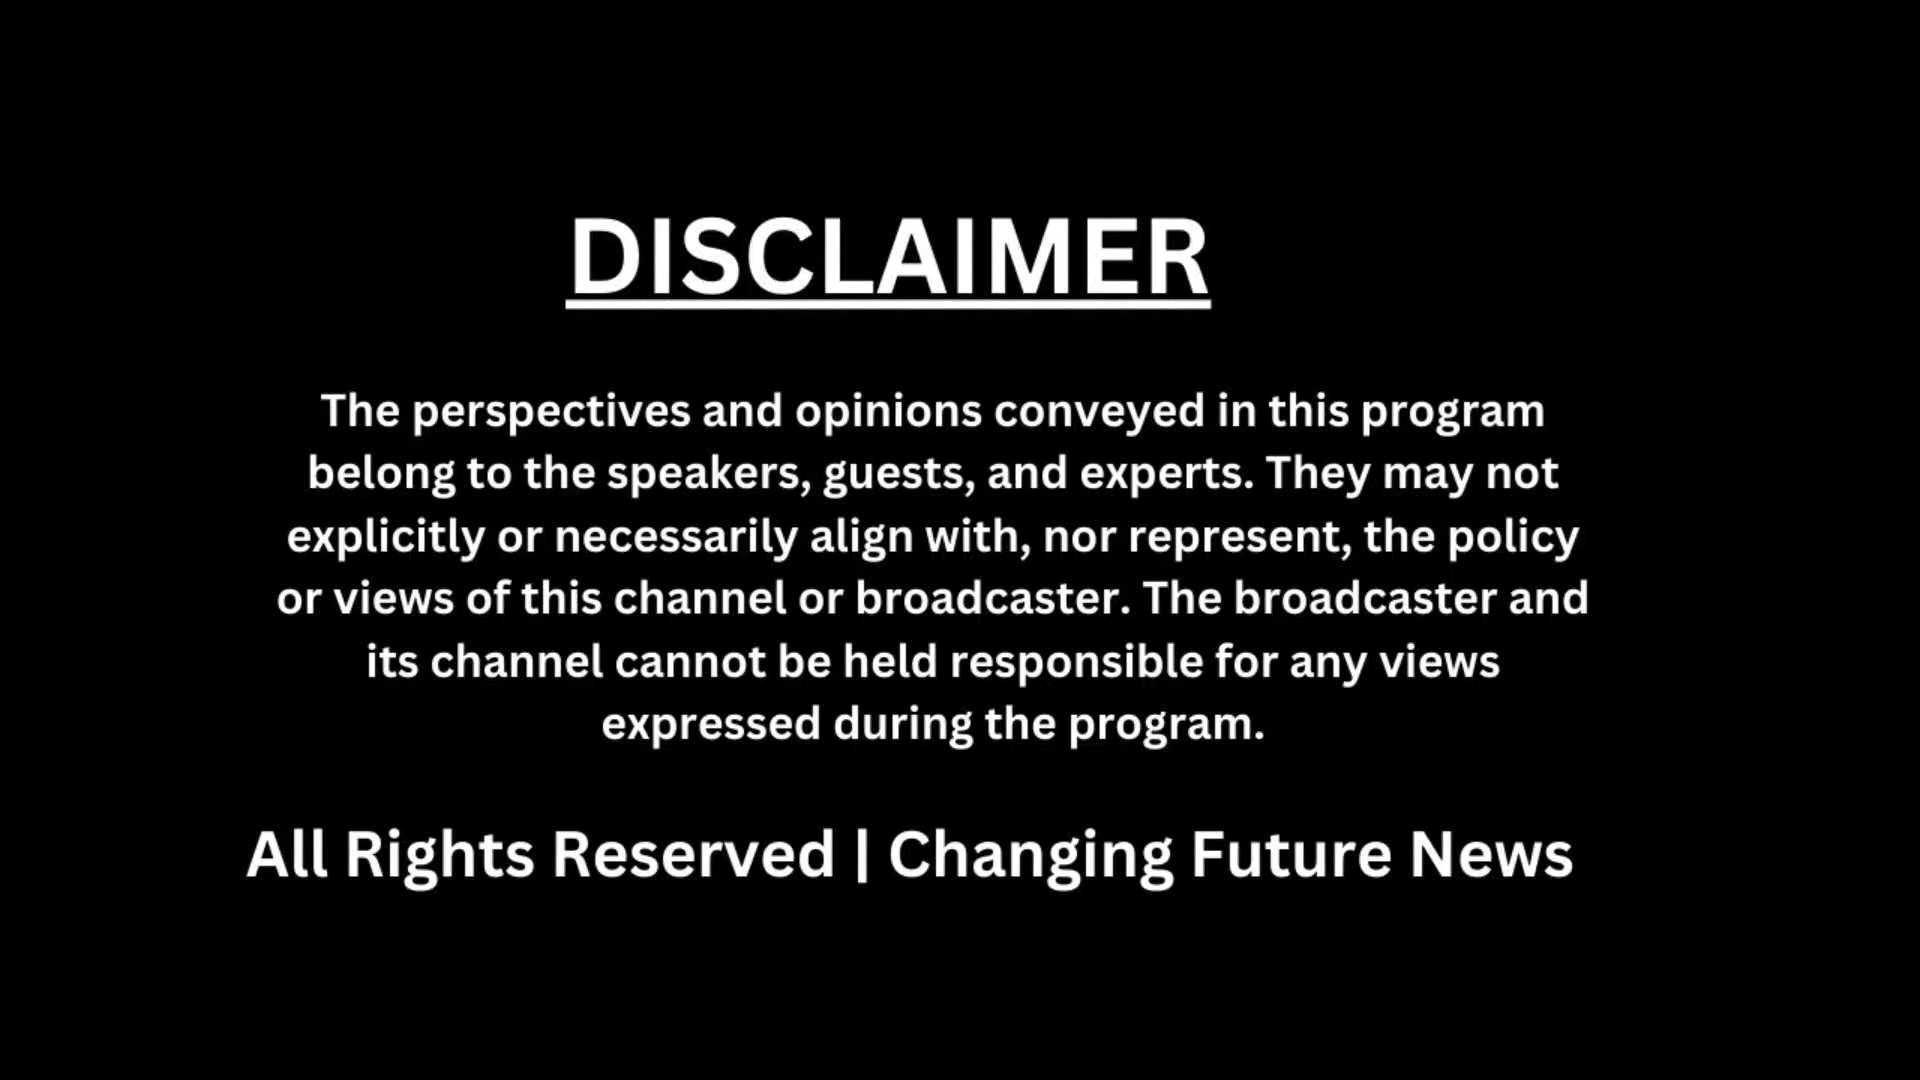 DISCLAIMER
The perspectives and opinions conveyed in this program
belong to the speakers, guests, and experts. They may not
explicitly or necessarily align with, nor represent, the policy
or views of this channel or broadcaster. The broadcaster and
its channel cannot be held responsible for any views
expressed during the program.
All Rights Reserved | Changing Future News